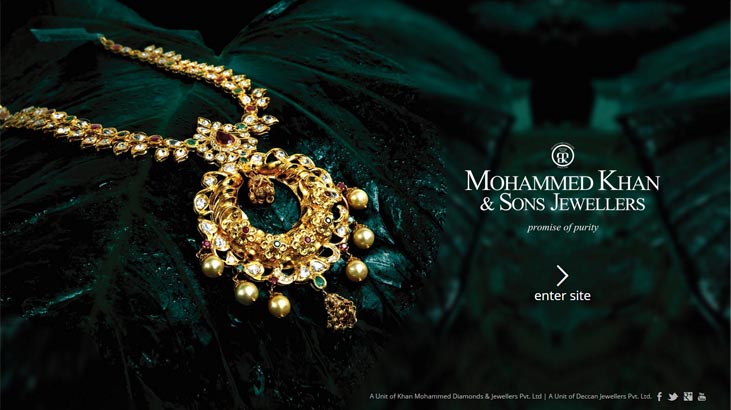 MOHAMMED KHAN
& SONS JEWELLERS
promise of purity
enter site
A Unit of Khan Mohammed Diamonds & Jewellers Pvt. Ltd | A Unit of Deccan Jewellers Pvt. Ltd.